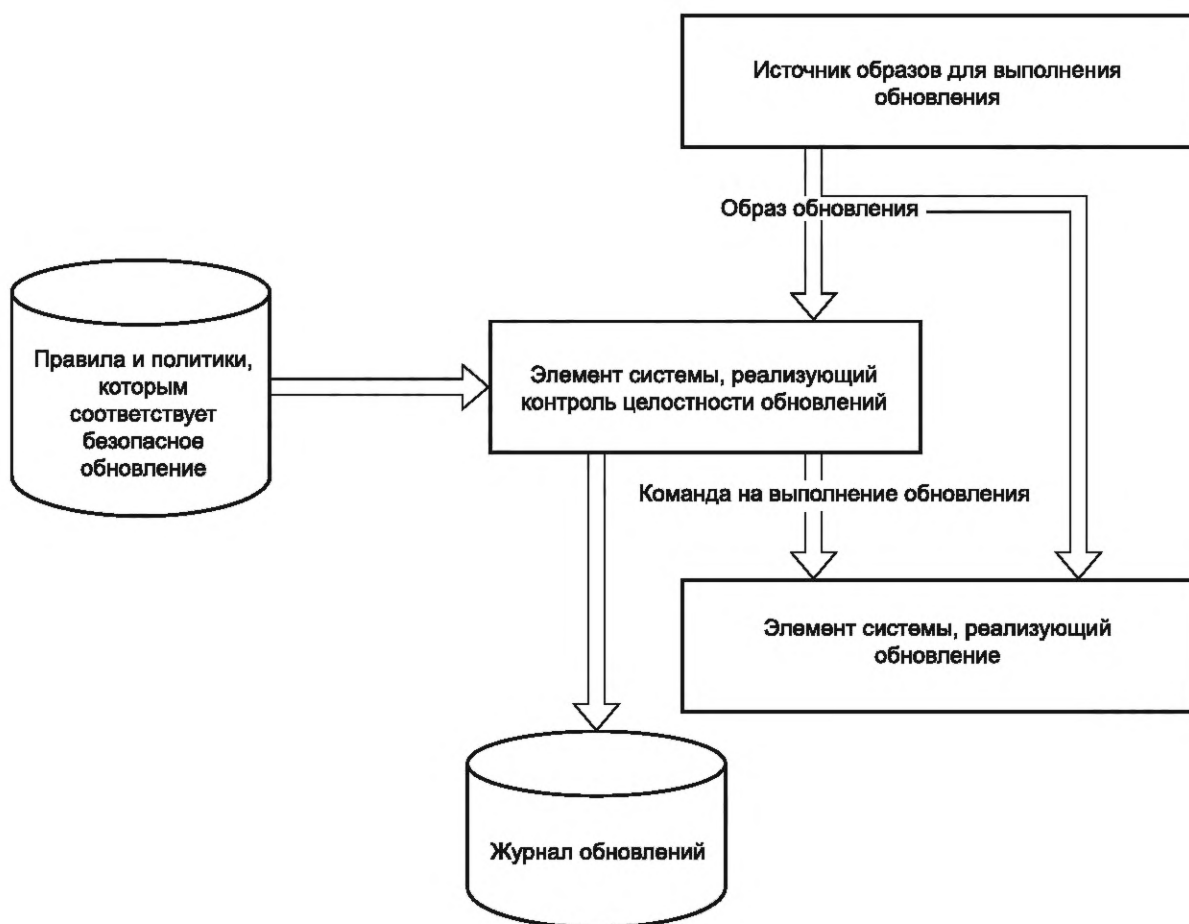 Источник образов для выполнения
обновления
Образ обновления
Правила и политики,
которым
соответствует
безопасное
обновление
Элемент системы, реализующий
контроль целостности обновлений
Команда на выполнение обновления
Элемент системы, реализующий
обновление
Журнал обновлений